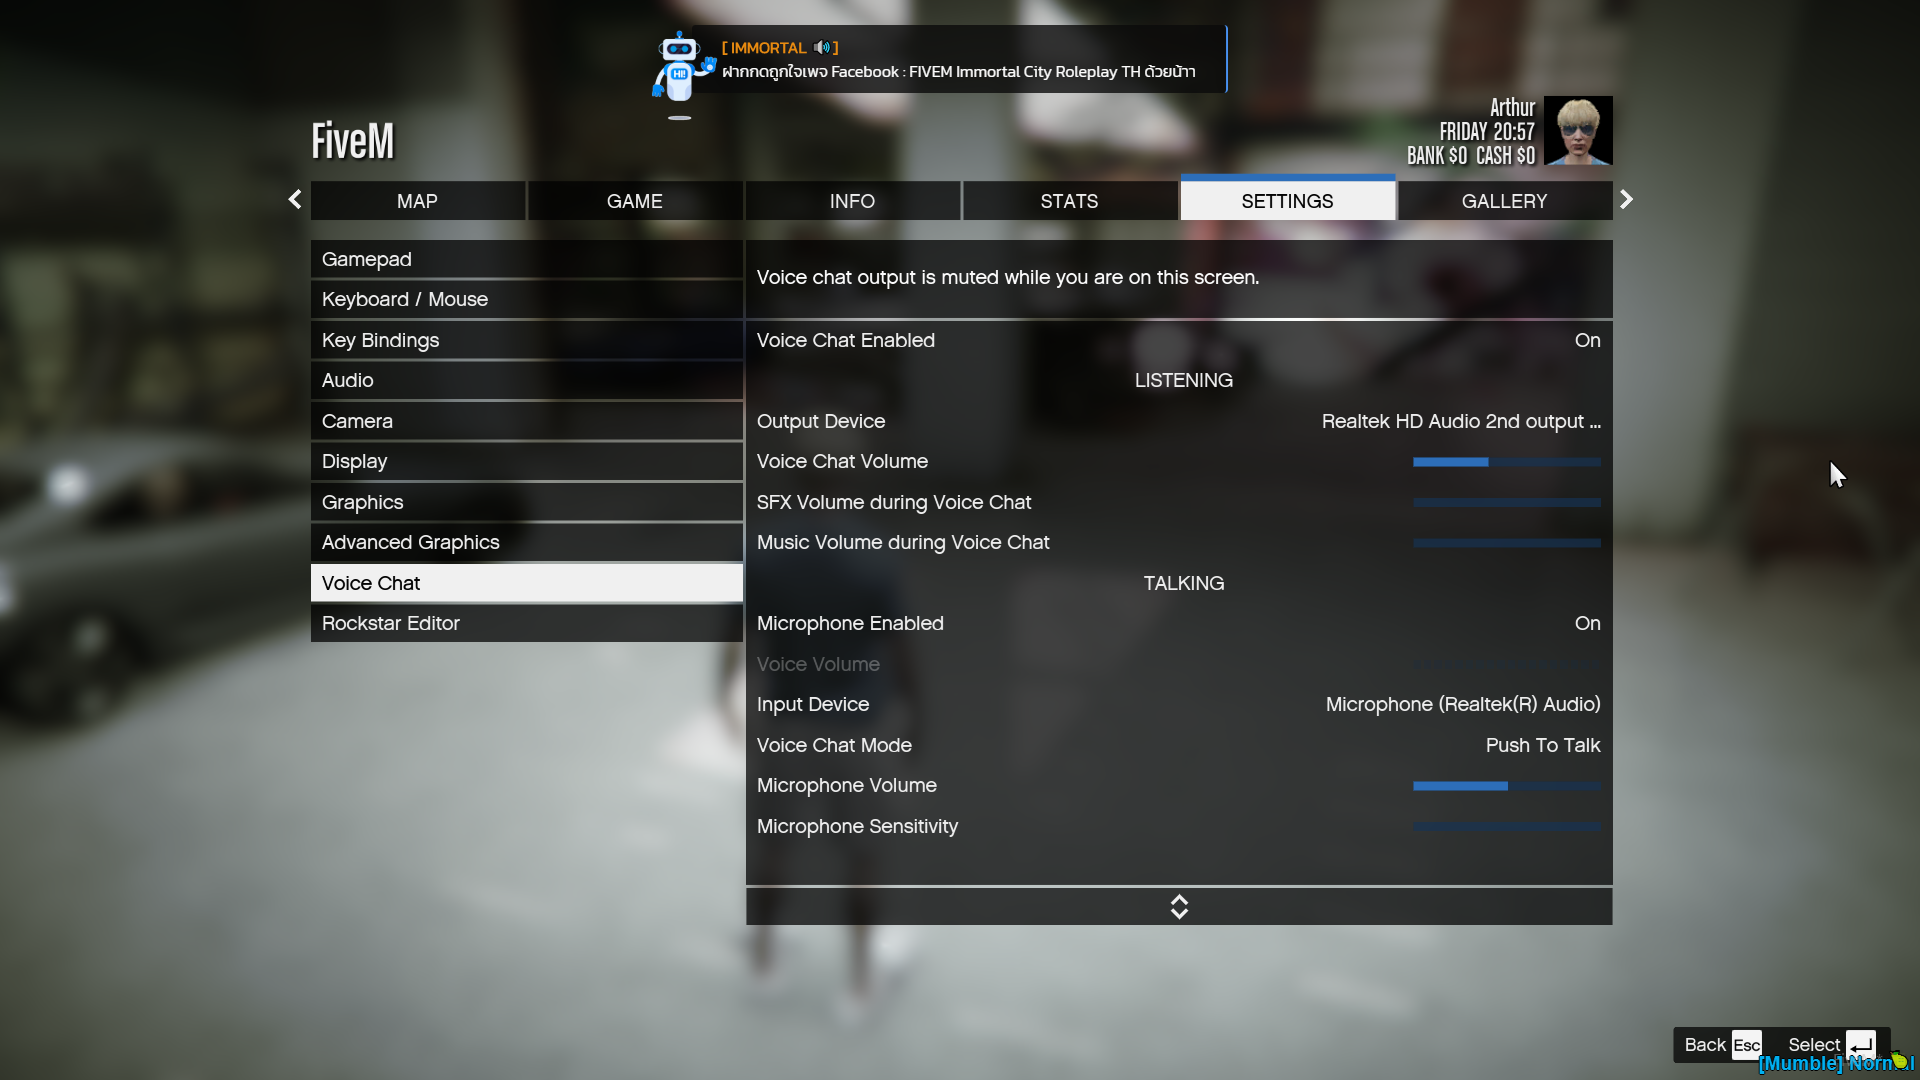 [ IMMORTAL 🔊 ]
HI!
ฝากกดถูกใจเพจ Facebook : FIVEM Immortal City Roleplay TH ด้วยน้าา
FiveM
Arthur
FRIDAY 20:57
BANK $0 CASH $0
MAP
GAME
INFO
STATS
SETTINGS
GALLERY
Gamepad
Keyboard / Mouse
Key Bindings
Audio
Camera
Display
Graphics
Advanced Graphics
Voice Chat
Rockstar Editor
Voice chat output is muted while you are on this screen.
Voice Chat Enabled On
LISTENING
Output Device Realtek HD Audio 2nd output ...
Voice Chat Volume
SFX Volume during Voice Chat
Music Volume during Voice Chat
TALKING
Microphone Enabled On
Voice Volume
Input Device Microphone (Realtek(R) Audio)
Voice Chat Mode Push To Talk
Microphone Volume
Microphone Sensitivity
Back Esc Select
[Mumble] Normal